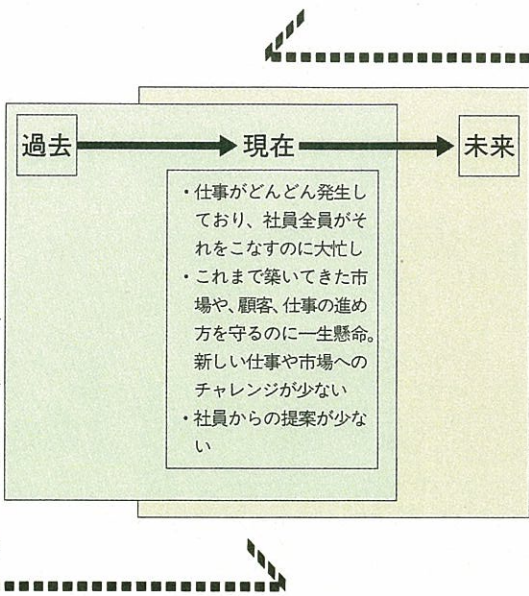 過去
現在
未来
・仕事がどんどん発生し
ており、社員全員がそ
れをこなすのに大忙し
・これまで築いてきた市
場や、顧客、仕事の進め
方を守るのに一生懸命。
新しい仕事や市場への
チャレンジが少ない
・社員からの提案が少な
い